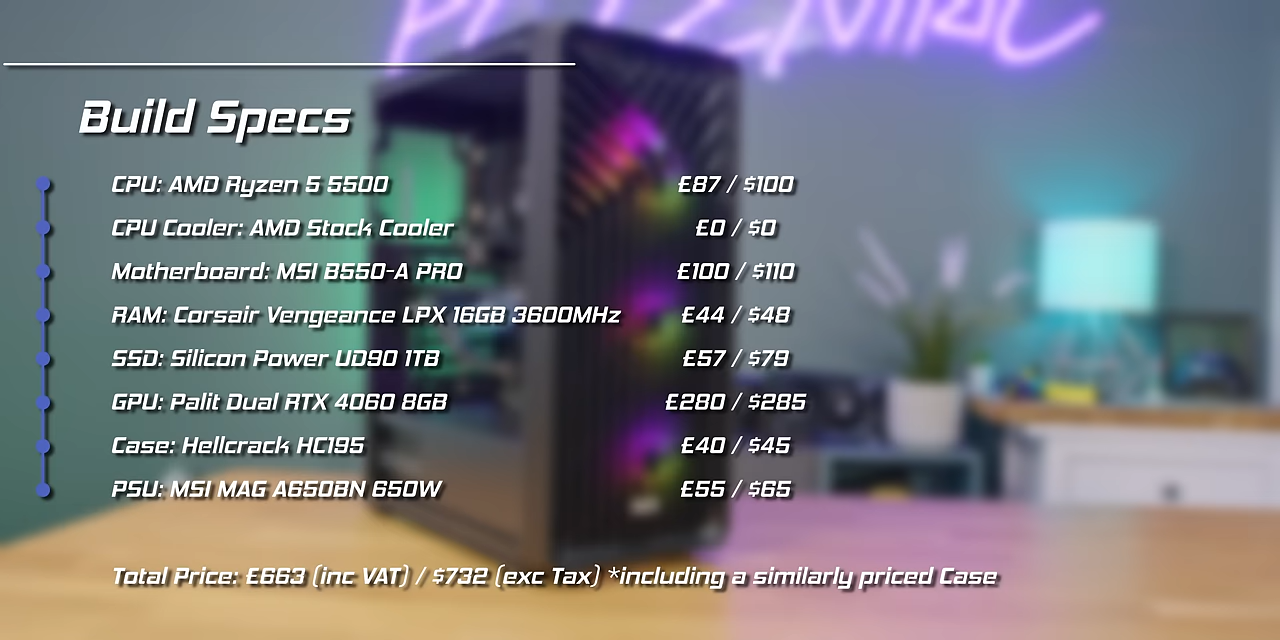 Build Specs
CPU: AMD Ryzen 5 5500 £87 / $100
CPU Cooler: AMD Stock Cooler £0 / $0
Motherboard: MSI B550-A PRO £100 / $110
RAM: Corsair Vengeance LPX 16GB 3600MHz £44 / $48
SSD: Silicon Power UD90 1TB £57 / $79
GPU: Palit Dual RTX 4060 8GB £280 / $285
Case: Hellcrack HC195 £40 / $45
PSU: MSI MAG A650BN 650W £55 / $65
Total Price: £663 (inc VAT) / $732 (exc Tax) *including a similarly priced Case